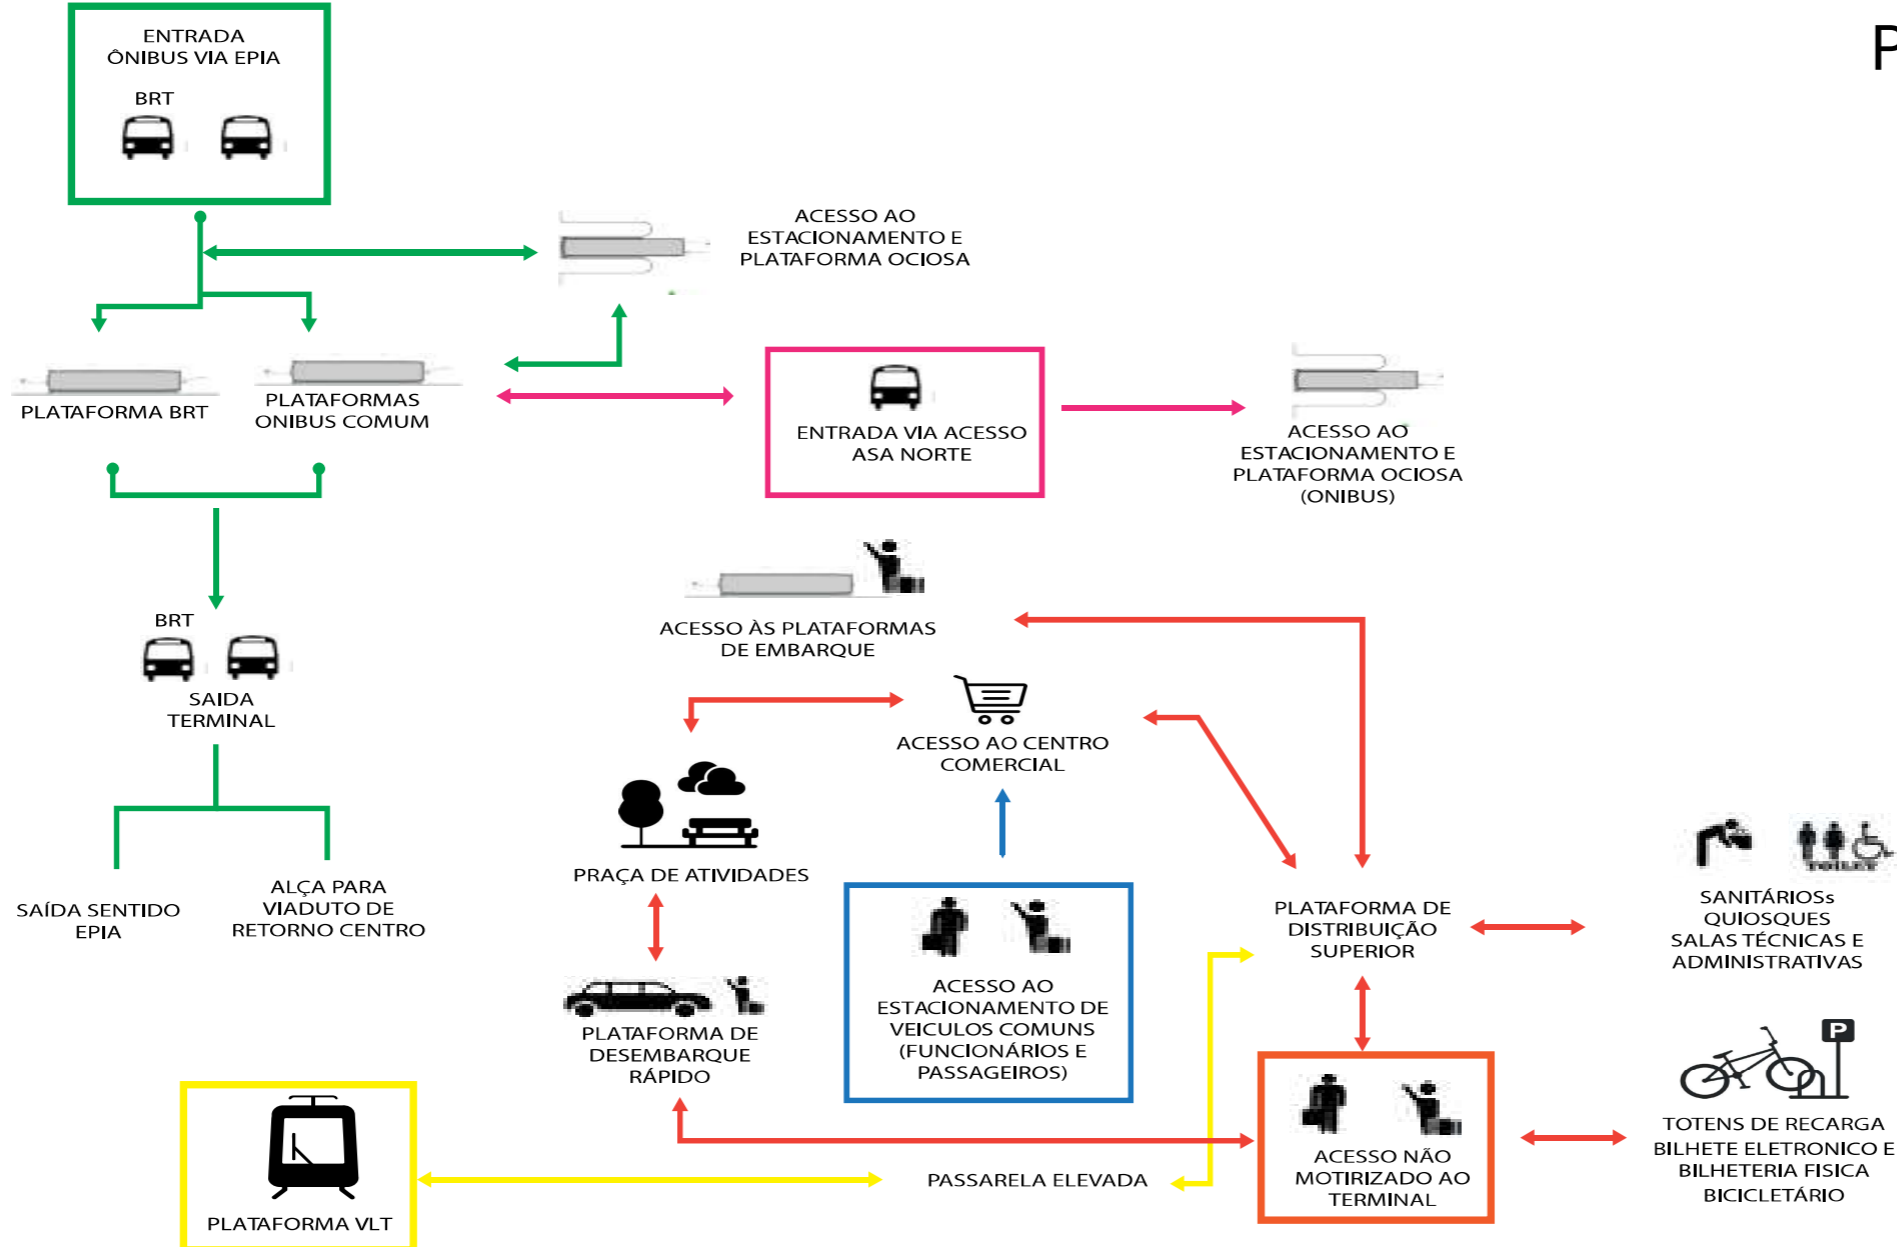 P
ENTRADA
ÔNIBUS VIA EPIA
BRT
ACESSO AO
ESTACIONAMENTO E
PLATAFORMA OCIOSA
PLATAFORMA BRT
PLATAFORMAS
ONIBUS COMUM
ENTRADA VIA ACESSO
ASA NORTE
ACESSO AO
ESTACIONAMENTO E
PLATAFORMA OCIOSA
(ONIBUS)
BRT
SAIDA
TERMINAL
ACESSO ÀS PLATAFORMAS
DE EMBARQUE
ACESSO AO CENTRO
COMERCIAL
PRAÇA DE ATIVIDADES
SAÍDA SENTIDO
EPIA
ALÇA PARA
VIADUTO DE
RETORNO CENTRO
PLATAFORMA DE
DESEMBARQUE
RÁPIDO
ACESSO AO
ESTACIONAMENTO DE
VEICULOS COMUNS
(FUNCIONÁRIOS E
PASSAGEIROS)
PLATAFORMA DE
DISTRIBUIÇÃO
SUPERIOR
TOILET
SANITÁRIOSs
QUIOSQUES
SALAS TÉCNICAS E
ADMINISTRATIVAS
P
TOTENS DE RECARGA
BILHETE ELETRONICO E
BILHETERIA FISICA
BICICLETÁRIO
ACESSO NÃO
MOTIRIZADO AO
TERMINAL
PASSARELA ELEVADA
PLATAFORMA VLT